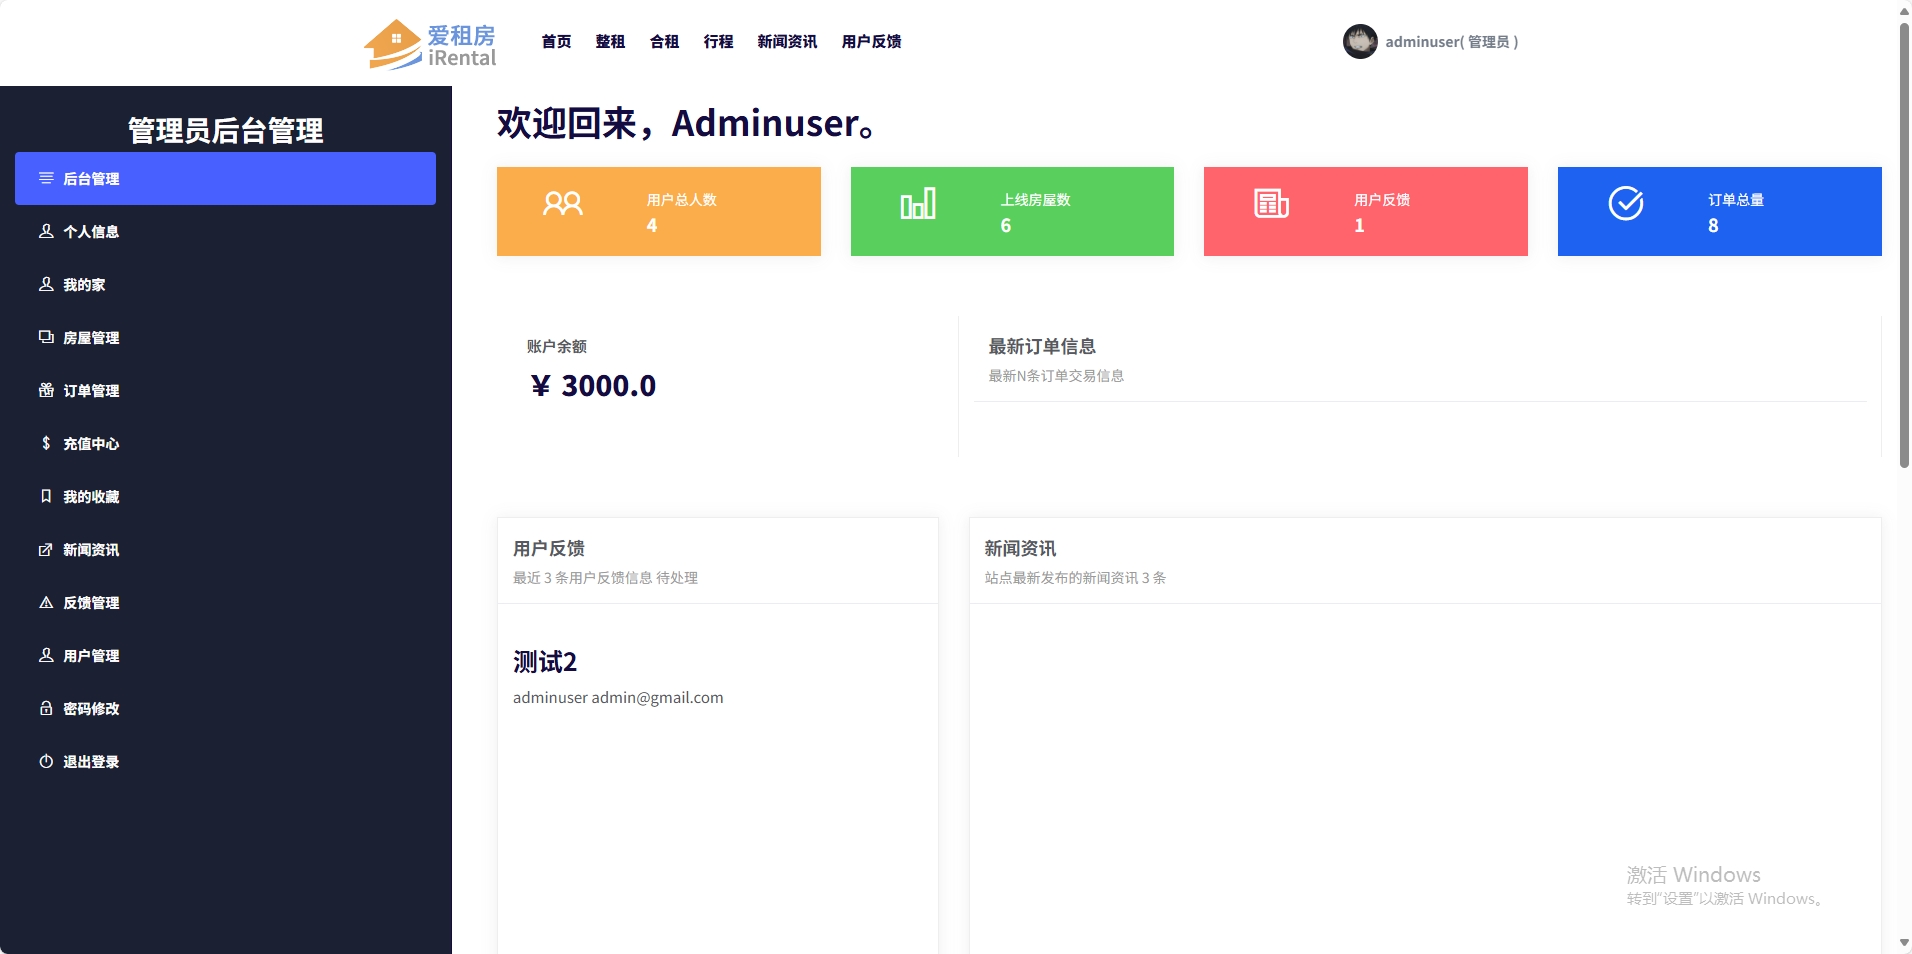 爱租房
iRental
首页 整租 合租 行程 新闻资讯 用户反馈
adminuser( 管理员 )
管理员后台管理
后台管理
个人信息
我的家
房屋管理
订单管理
充值中心
我的收藏
新闻资讯
反馈管理
用户管理
密码修改
退出登录
欢迎回来，Adminuser。
用户总人数
4
上线房屋数
6
用户反馈
1
订单总量
8
账户余额
¥ 3000.0
最新订单信息
最新N条订单交易信息
用户反馈
最近 3 条用户反馈信息 待处理
测试2
adminuser admin@gmail.com
新闻资讯
站点最新发布的新闻资讯 3 条
激活 Windows
转到“设置”以激活 Windows。